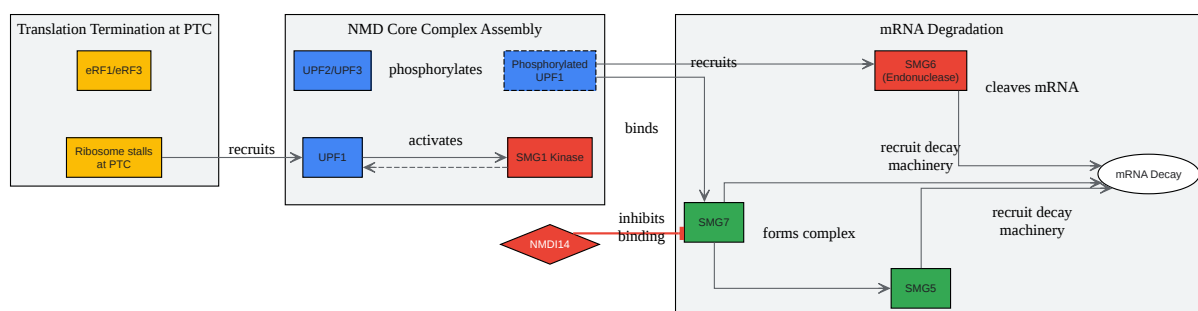 Translation Termination at PTC
eRF1/eRF3
Ribosome stalls
at PTC
recruits
NMD Core Complex Assembly
UPF2/UPF3
phosphorylates
Phosphorylated
UPF1
UPF1
activates
SMG1 Kinase
mRNA Degradation
recruits
SMG6
(Endonuclease)
cleaves mRNA
binds
recruit decay
machinery
mRNA Decay
SMG7
inhibits
binding
NMDI14
forms complex
recruit decay
machinery
SMG5